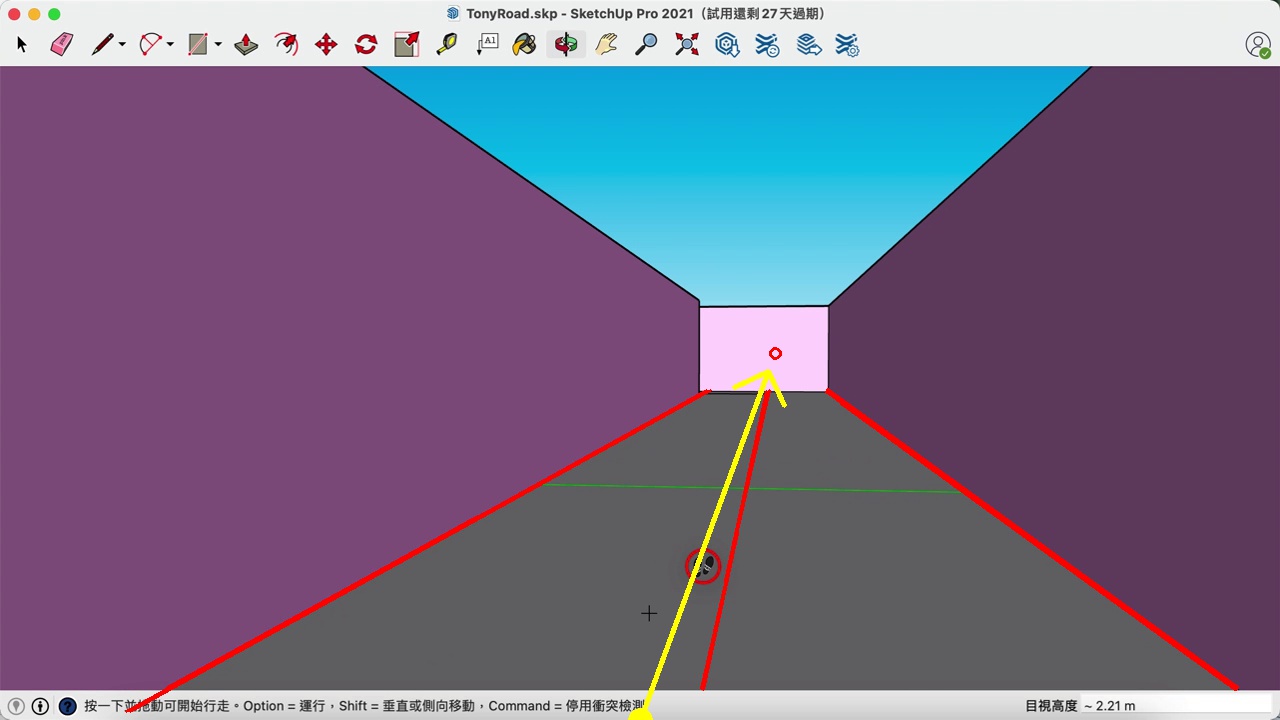 TonyRoad.skp - SketchUp Pro 2021（試用還剩 27 天過期）
A1
按一下並拖動可開始行走。Option = 運行，Shift = 垂直或側向移動，Command = 停用衝突檢測
目視高度 ~ 2.21 m